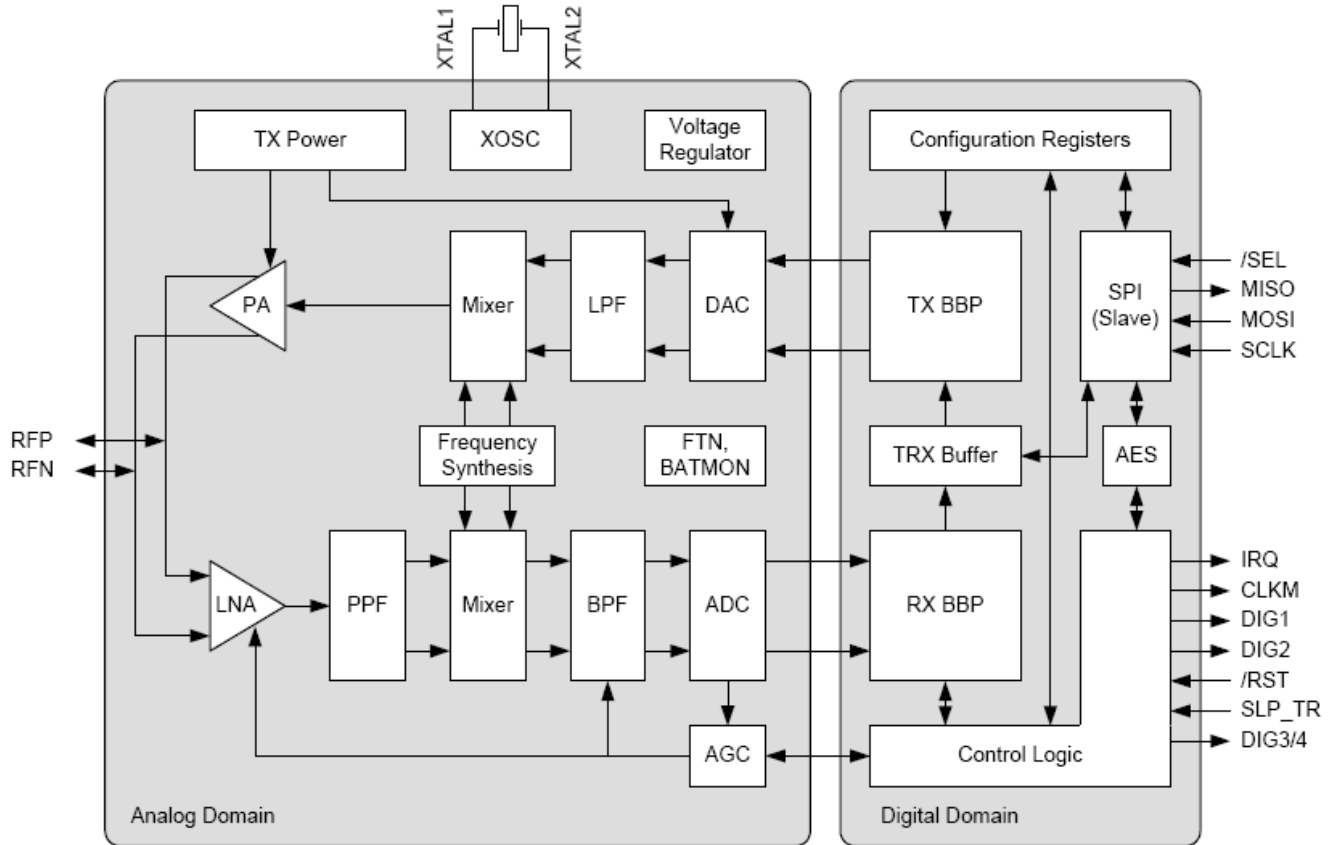 XTAL1
XTAL2
TX Power
XOSC
Voltage
Regulator
Configuration Registers
PA
Mixer
LPF
DAC
TX BBP
SPI
(Slave)
/SEL
MISO
MOSI
SCLK
RFP
RFN
Frequency
Synthesis
FTN,
BATMON
TRX Buffer
AES
LNA
PPF
Mixer
BPF
ADC
RX BBP
IRQ
CLKM
DIG1
DIG2
/RST
SLP_TR
DIG3/4
AGC
Control Logic
Analog Domain
Digital Domain